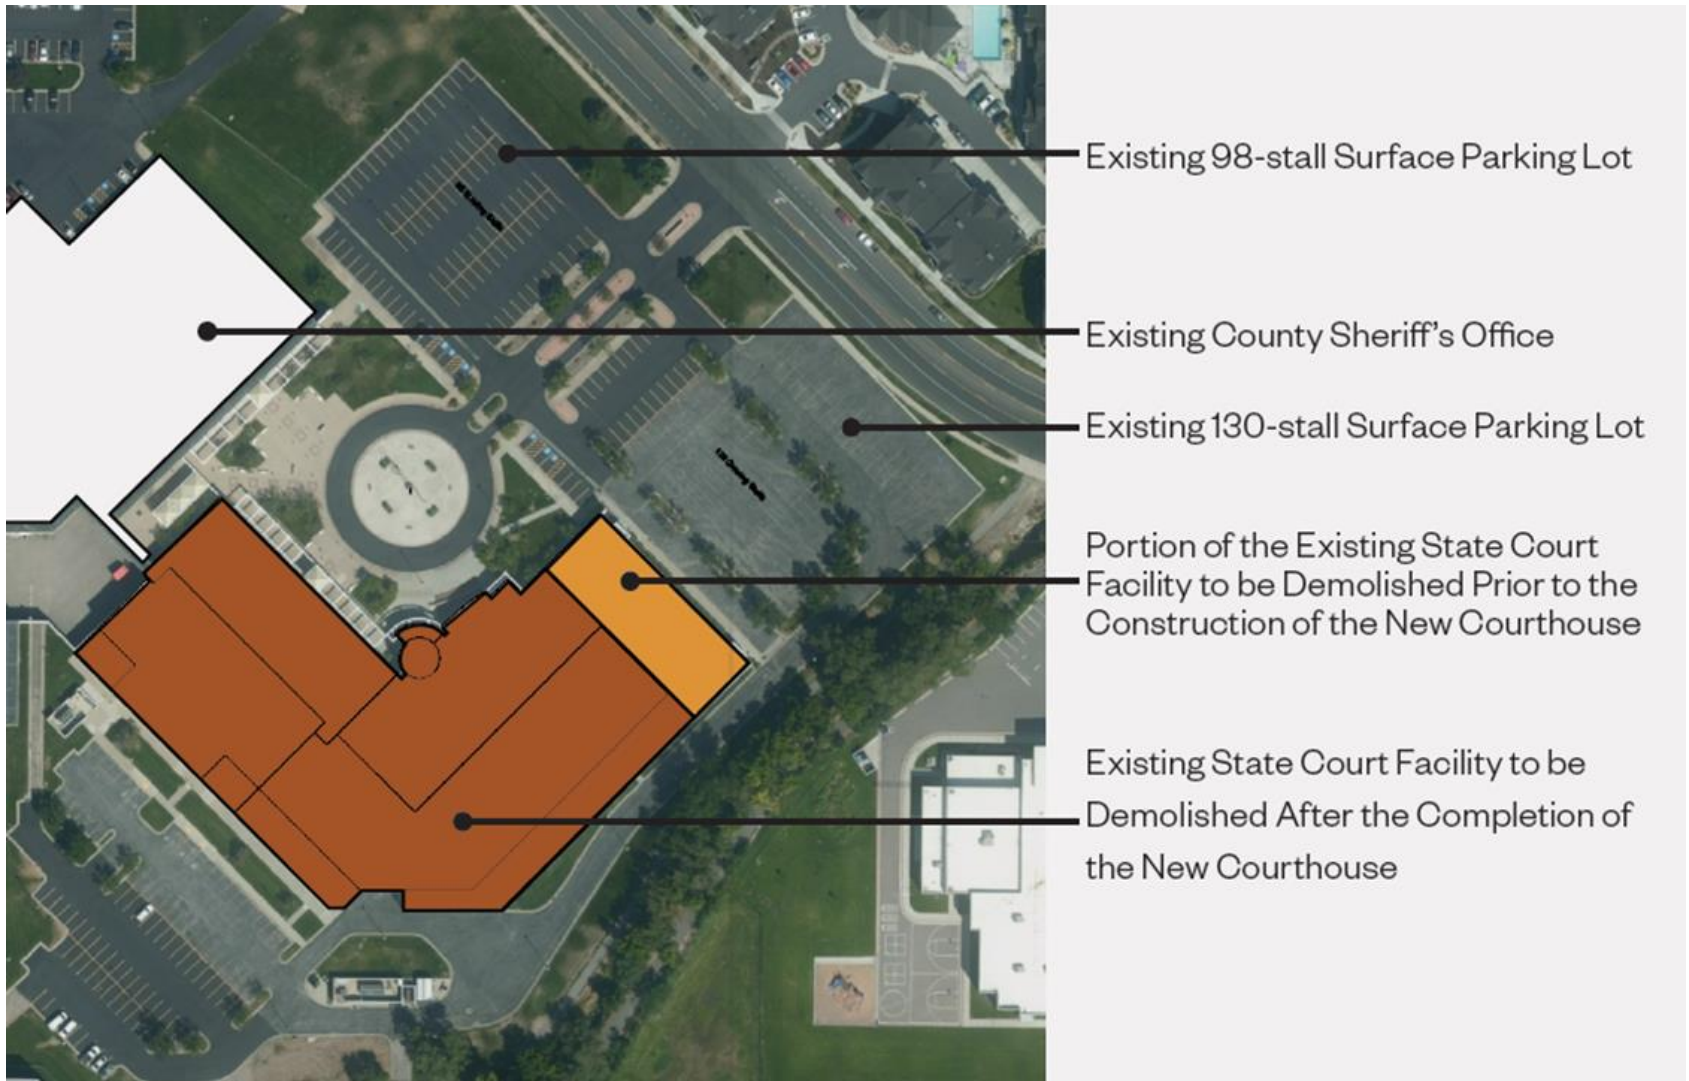 Existing 98-stall Surface Parking Lot
Existing County Sheriff's Office
Existing 130-stall Surface Parking Lot
Portion of the Existing State Court
Facility to be Demolished Prior to the
Construction of the New Courthouse
Existing State Court Facility to be
Demolished After the Completion of
the New Courthouse